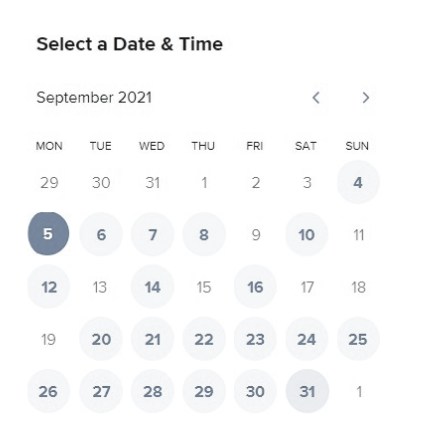 Select a Date & Time
September 2021
MON TUE WED THU FRI SAT SUN
29 30 31 1 2 3 4
5 6 7 8 9 10 11
12 13 14 15 16 17 18
19 20 21 22 23 24 25
26 27 28 29 30 31 1